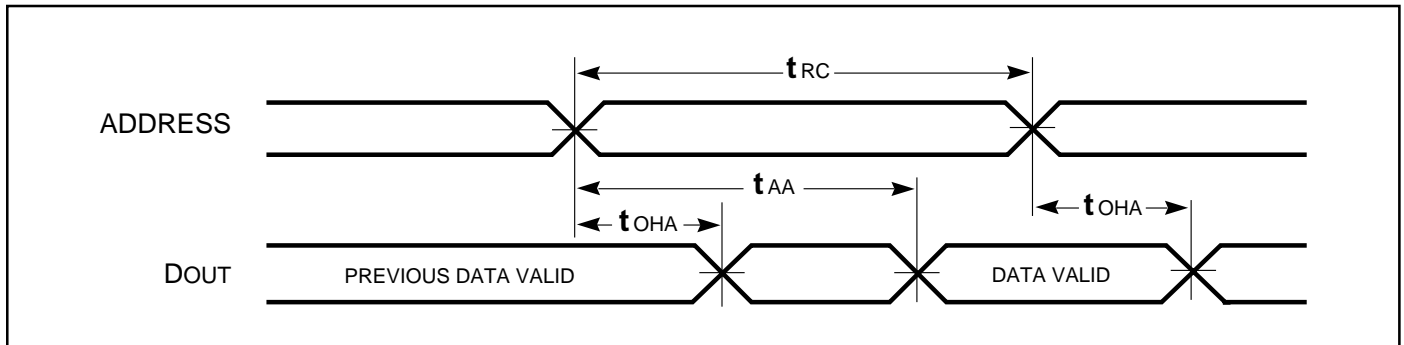 tRC
ADDRESS
tAA
tOHA
tOHA
DOUT
PREVIOUS DATA VALID
DATA VALID